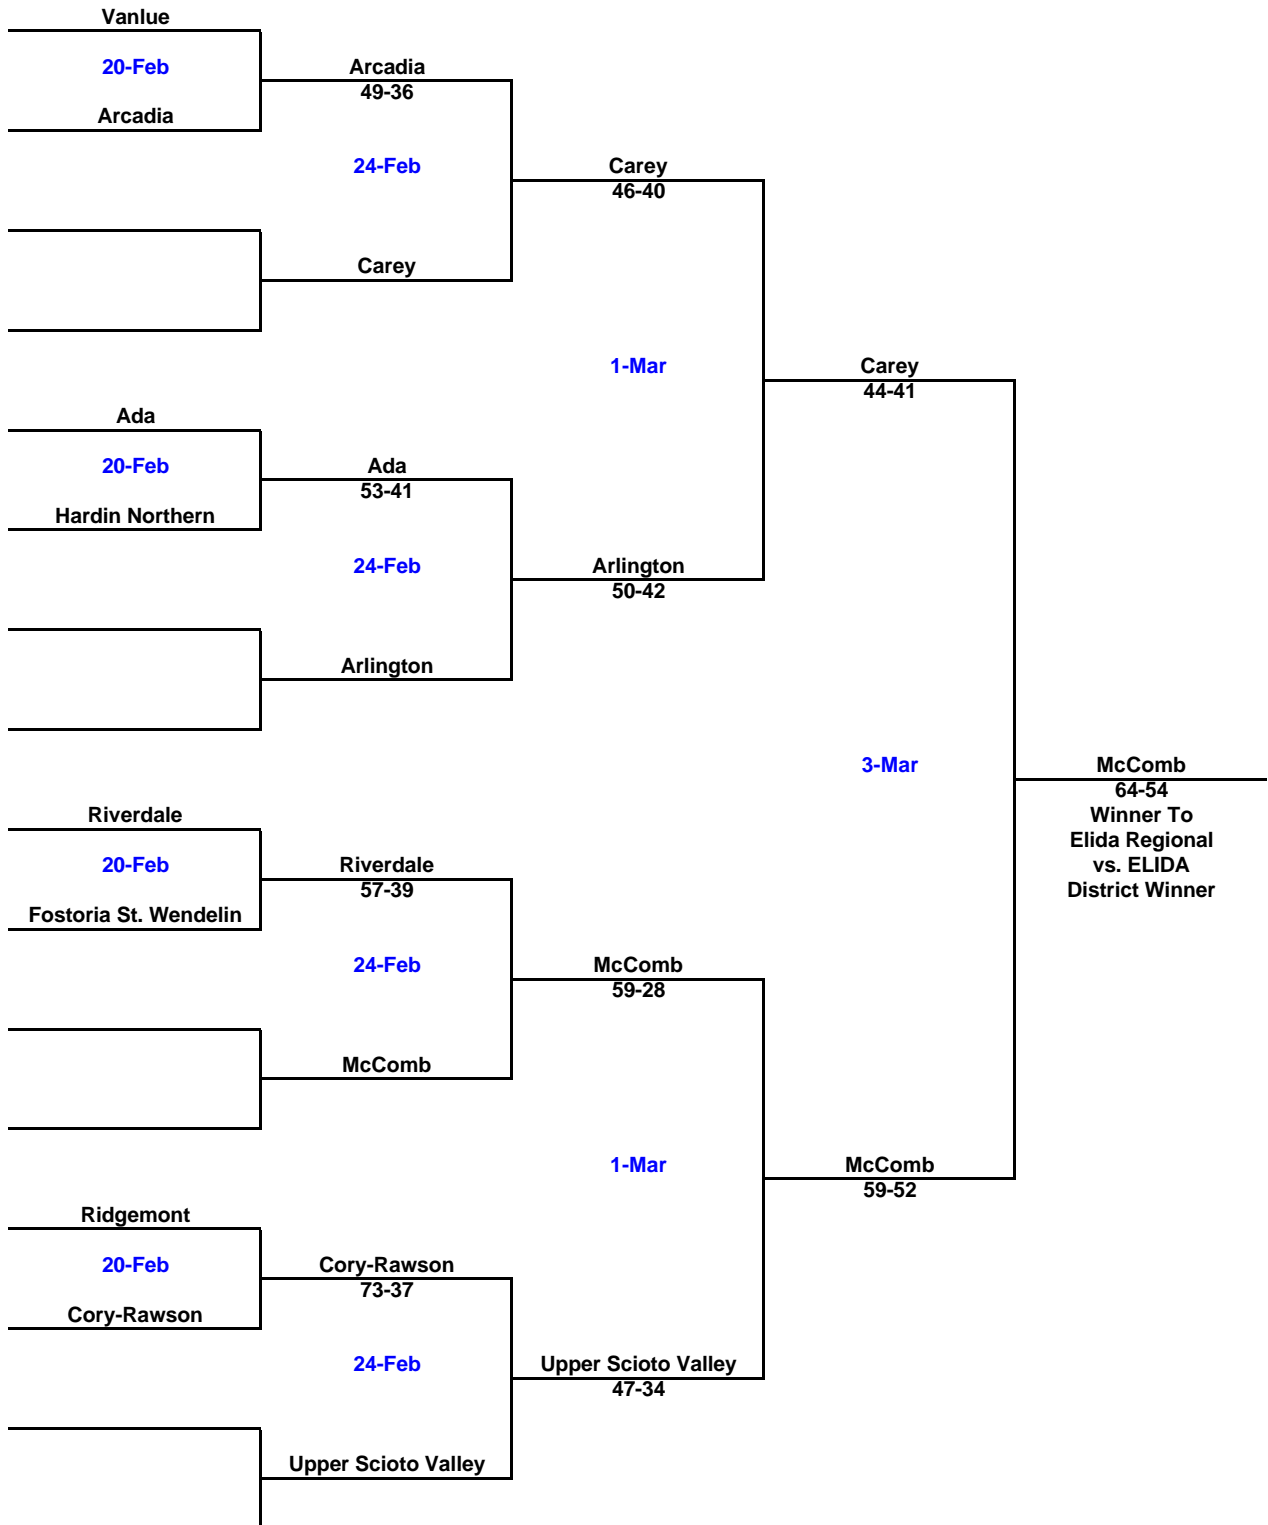 Vanlue
20-Feb
Arcadia
Arcadia
49-36
24-Feb
Carey
46-40
Carey
1-Mar
Carey
44-41
Ada
20-Feb
Ada
53-41
Hardin Northern
24-Feb
Arlington
50-42
Arlington
3-Mar
McComb
64-54
Winner To
Elida Regional
vs. ELIDA
District Winner
Riverdale
20-Feb
Riverdale
57-39
Fostoria St. Wendelin
24-Feb
McComb
59-28
McComb
1-Mar
McComb
59-52
Ridgemont
20-Feb
Cory-Rawson
73-37
Cory-Rawson
24-Feb
Upper Scioto Valley
47-34
Upper Scioto Valley